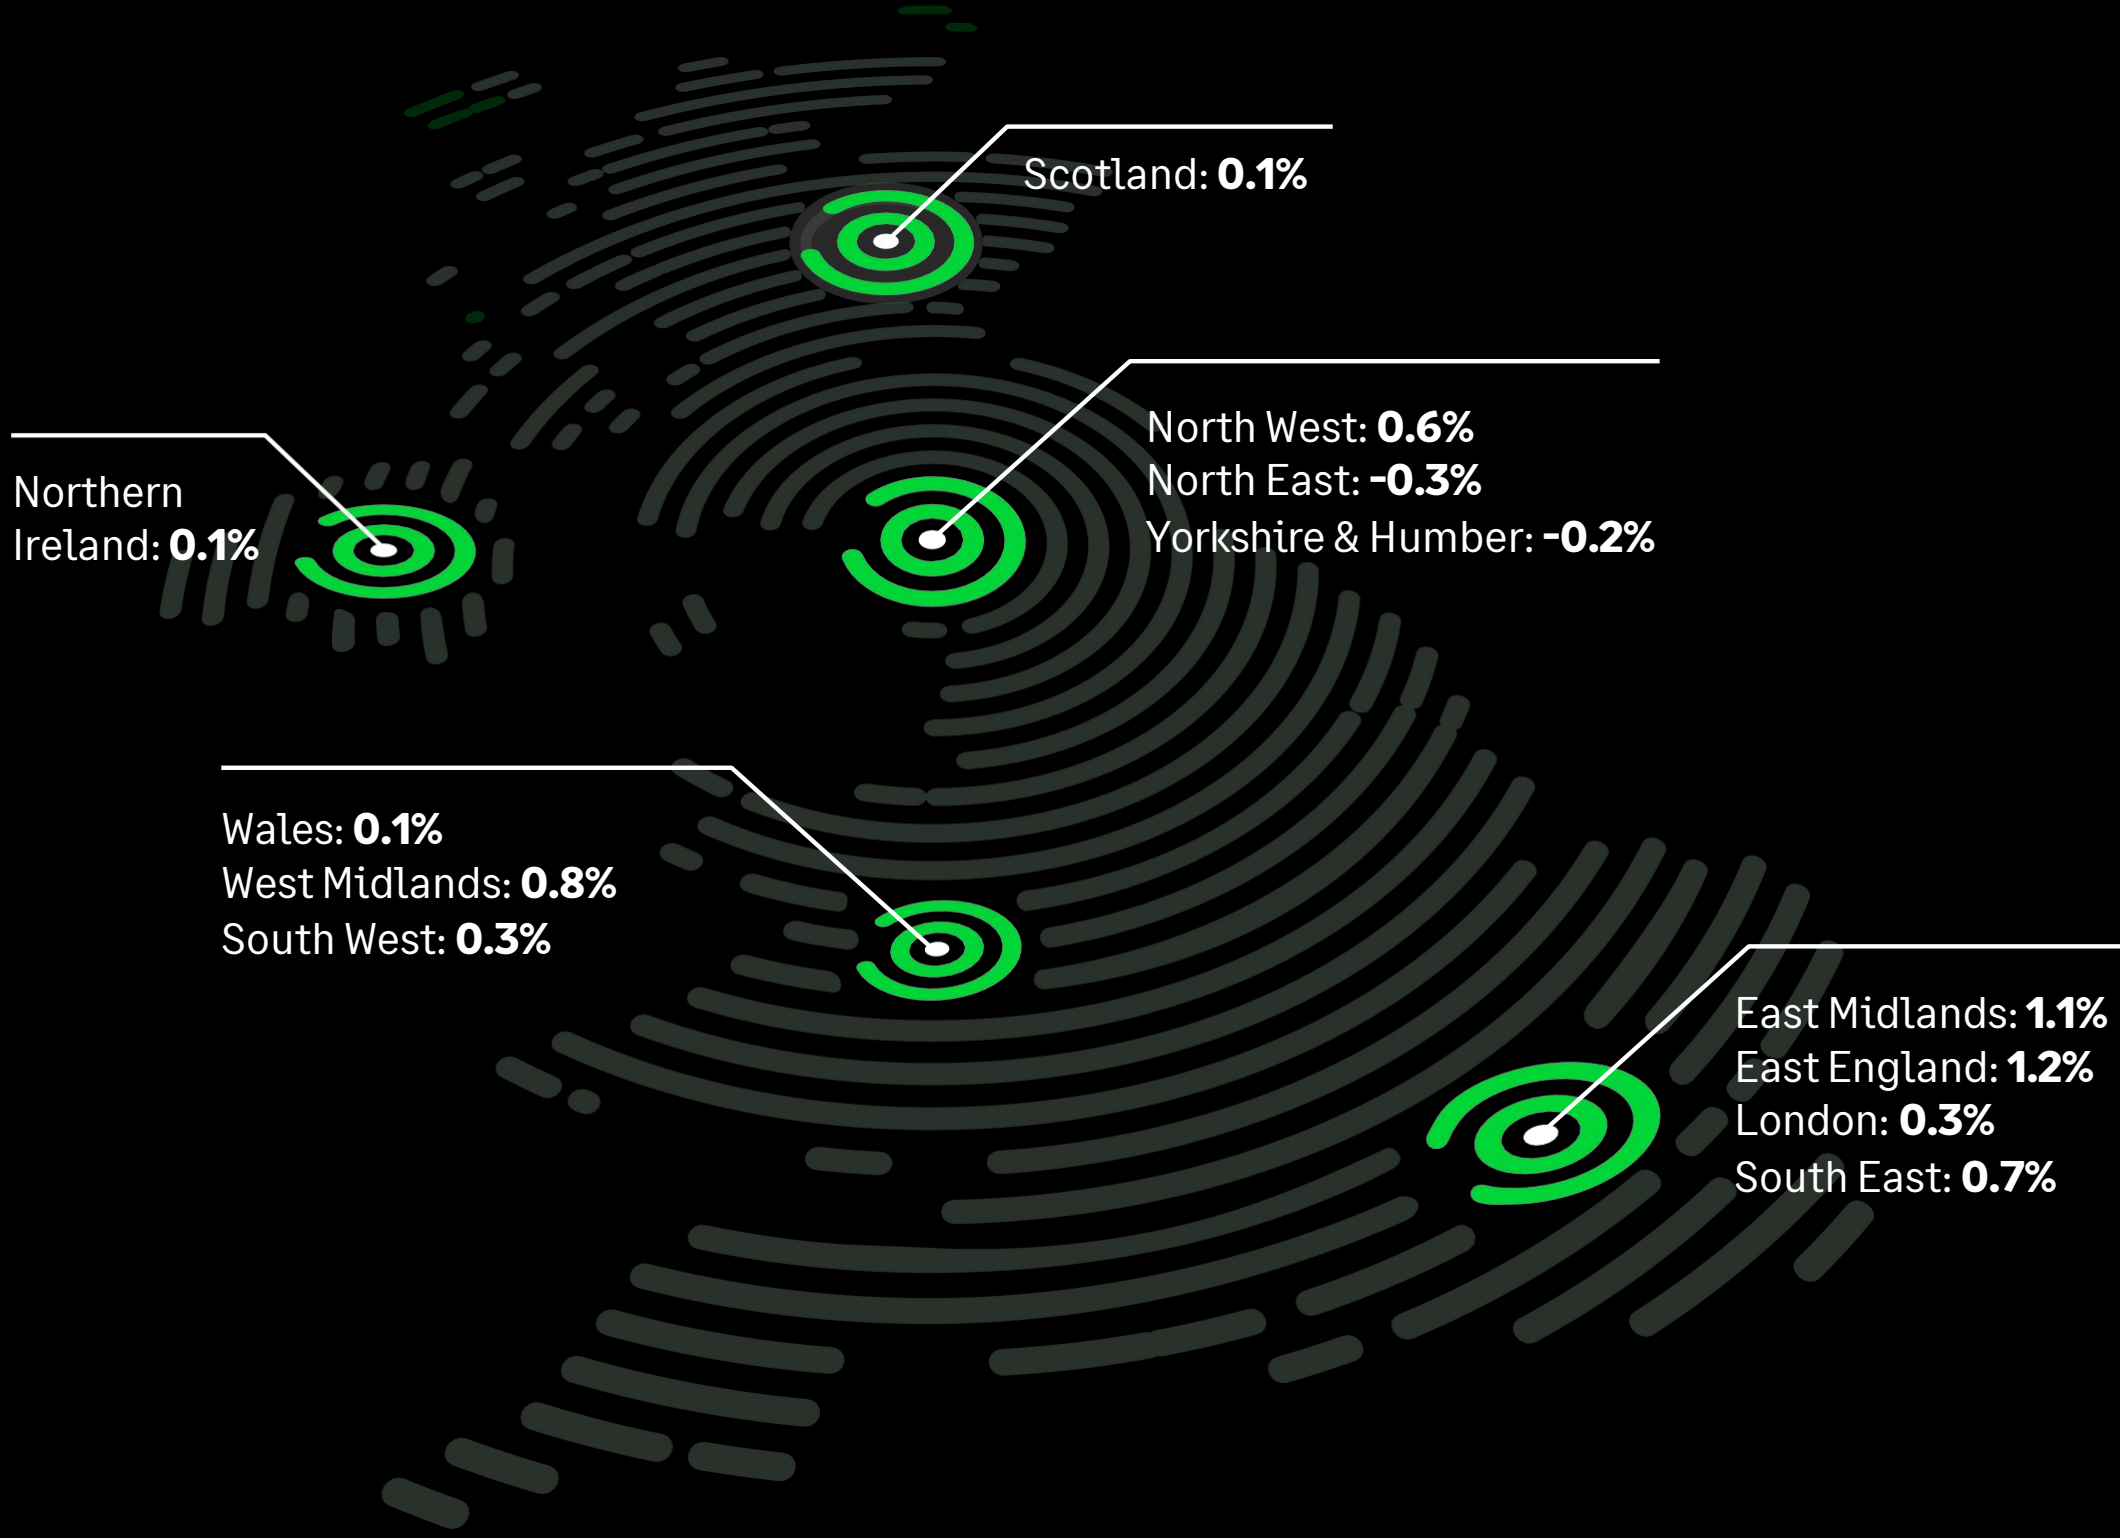 Scotland: 0.1%
North West: 0.6%
North East: -0.3%
Yorkshire & Humber: -0.2%
Northern
Ireland: 0.1%
Wales: 0.1%
West Midlands: 0.8%
South West: 0.3%
East Midlands: 1.1%
East England: 1.2%
London: 0.3%
South East: 0.7%